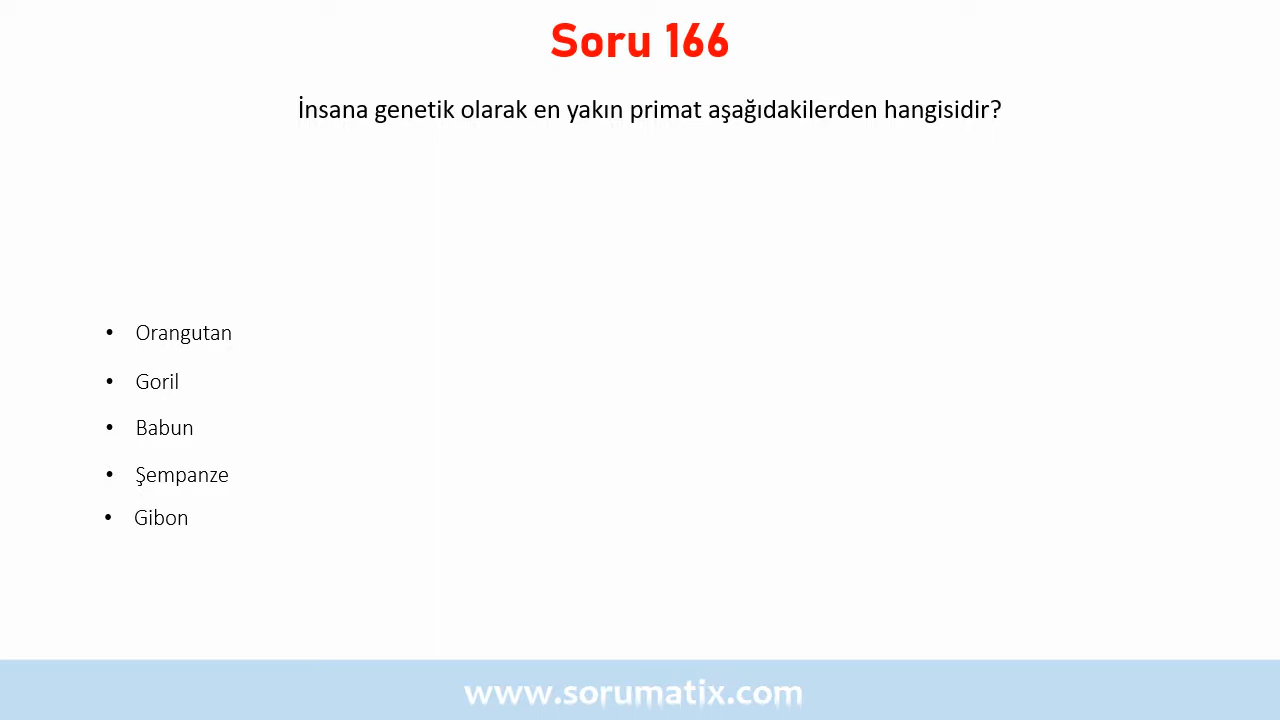 Soru 166
İnsana genetik olarak en yakın primat aşağıdakilerden hangisidir?
• Orangutan
• Goril
• Babun
• Şempanze
• Gibon
www.sorumatix.com